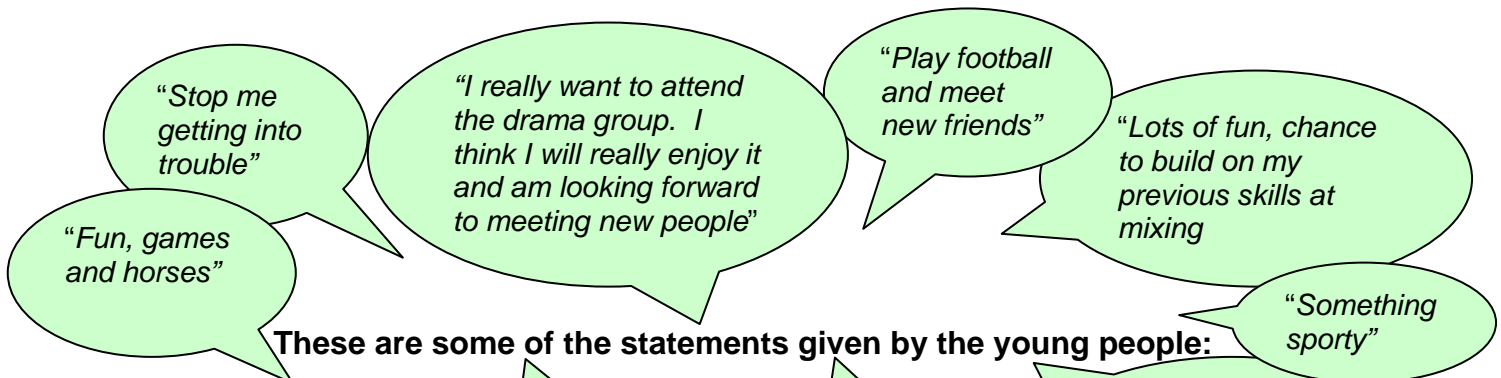 “Stop me
getting into
trouble”
“I really want to attend
the drama group.  I
think I will really enjoy it
and am looking forward
to meeting new people”
“Play football
and meet
new friends”
“Lots of fun, chance
to build on my
previous skills at
mixing
“Fun, games
and horses”
“Something
sporty”
These are some of the statements given by the young people: